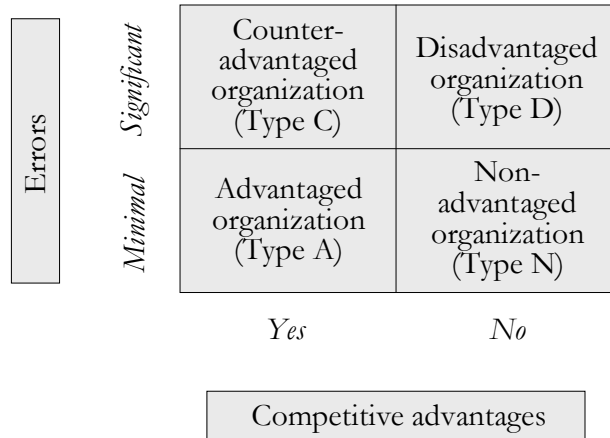 Errors
Significant
Counter-
advantaged
organization
(Type C)
Disadvantaged
organization
(Type D)
Minimal
Advantaged
organization
(Type A)
Non-
advantaged
organization
(Type N)
Yes
No
Competitive advantages